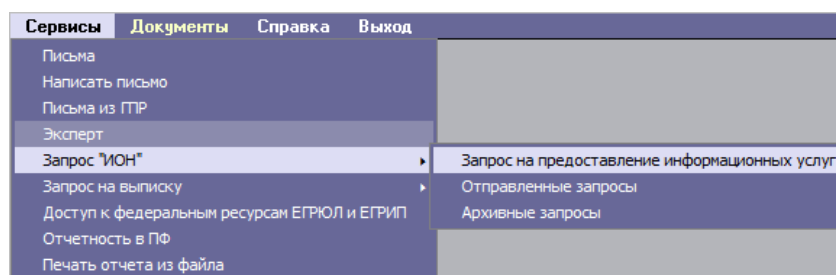 Сервисы Документы Справка Выход
Письма
Написать письмо
Письма из ГПР
Эксперт
Запрос "ИОН"
Запрос на предоставление информационных услуг
Запрос на выписку
Отправленные запросы
Доступ к федеральным ресурсам ЕГРЮЛ и ЕГРИП
Архивные запросы
Отчетность в ПФ
Печать отчета из файла